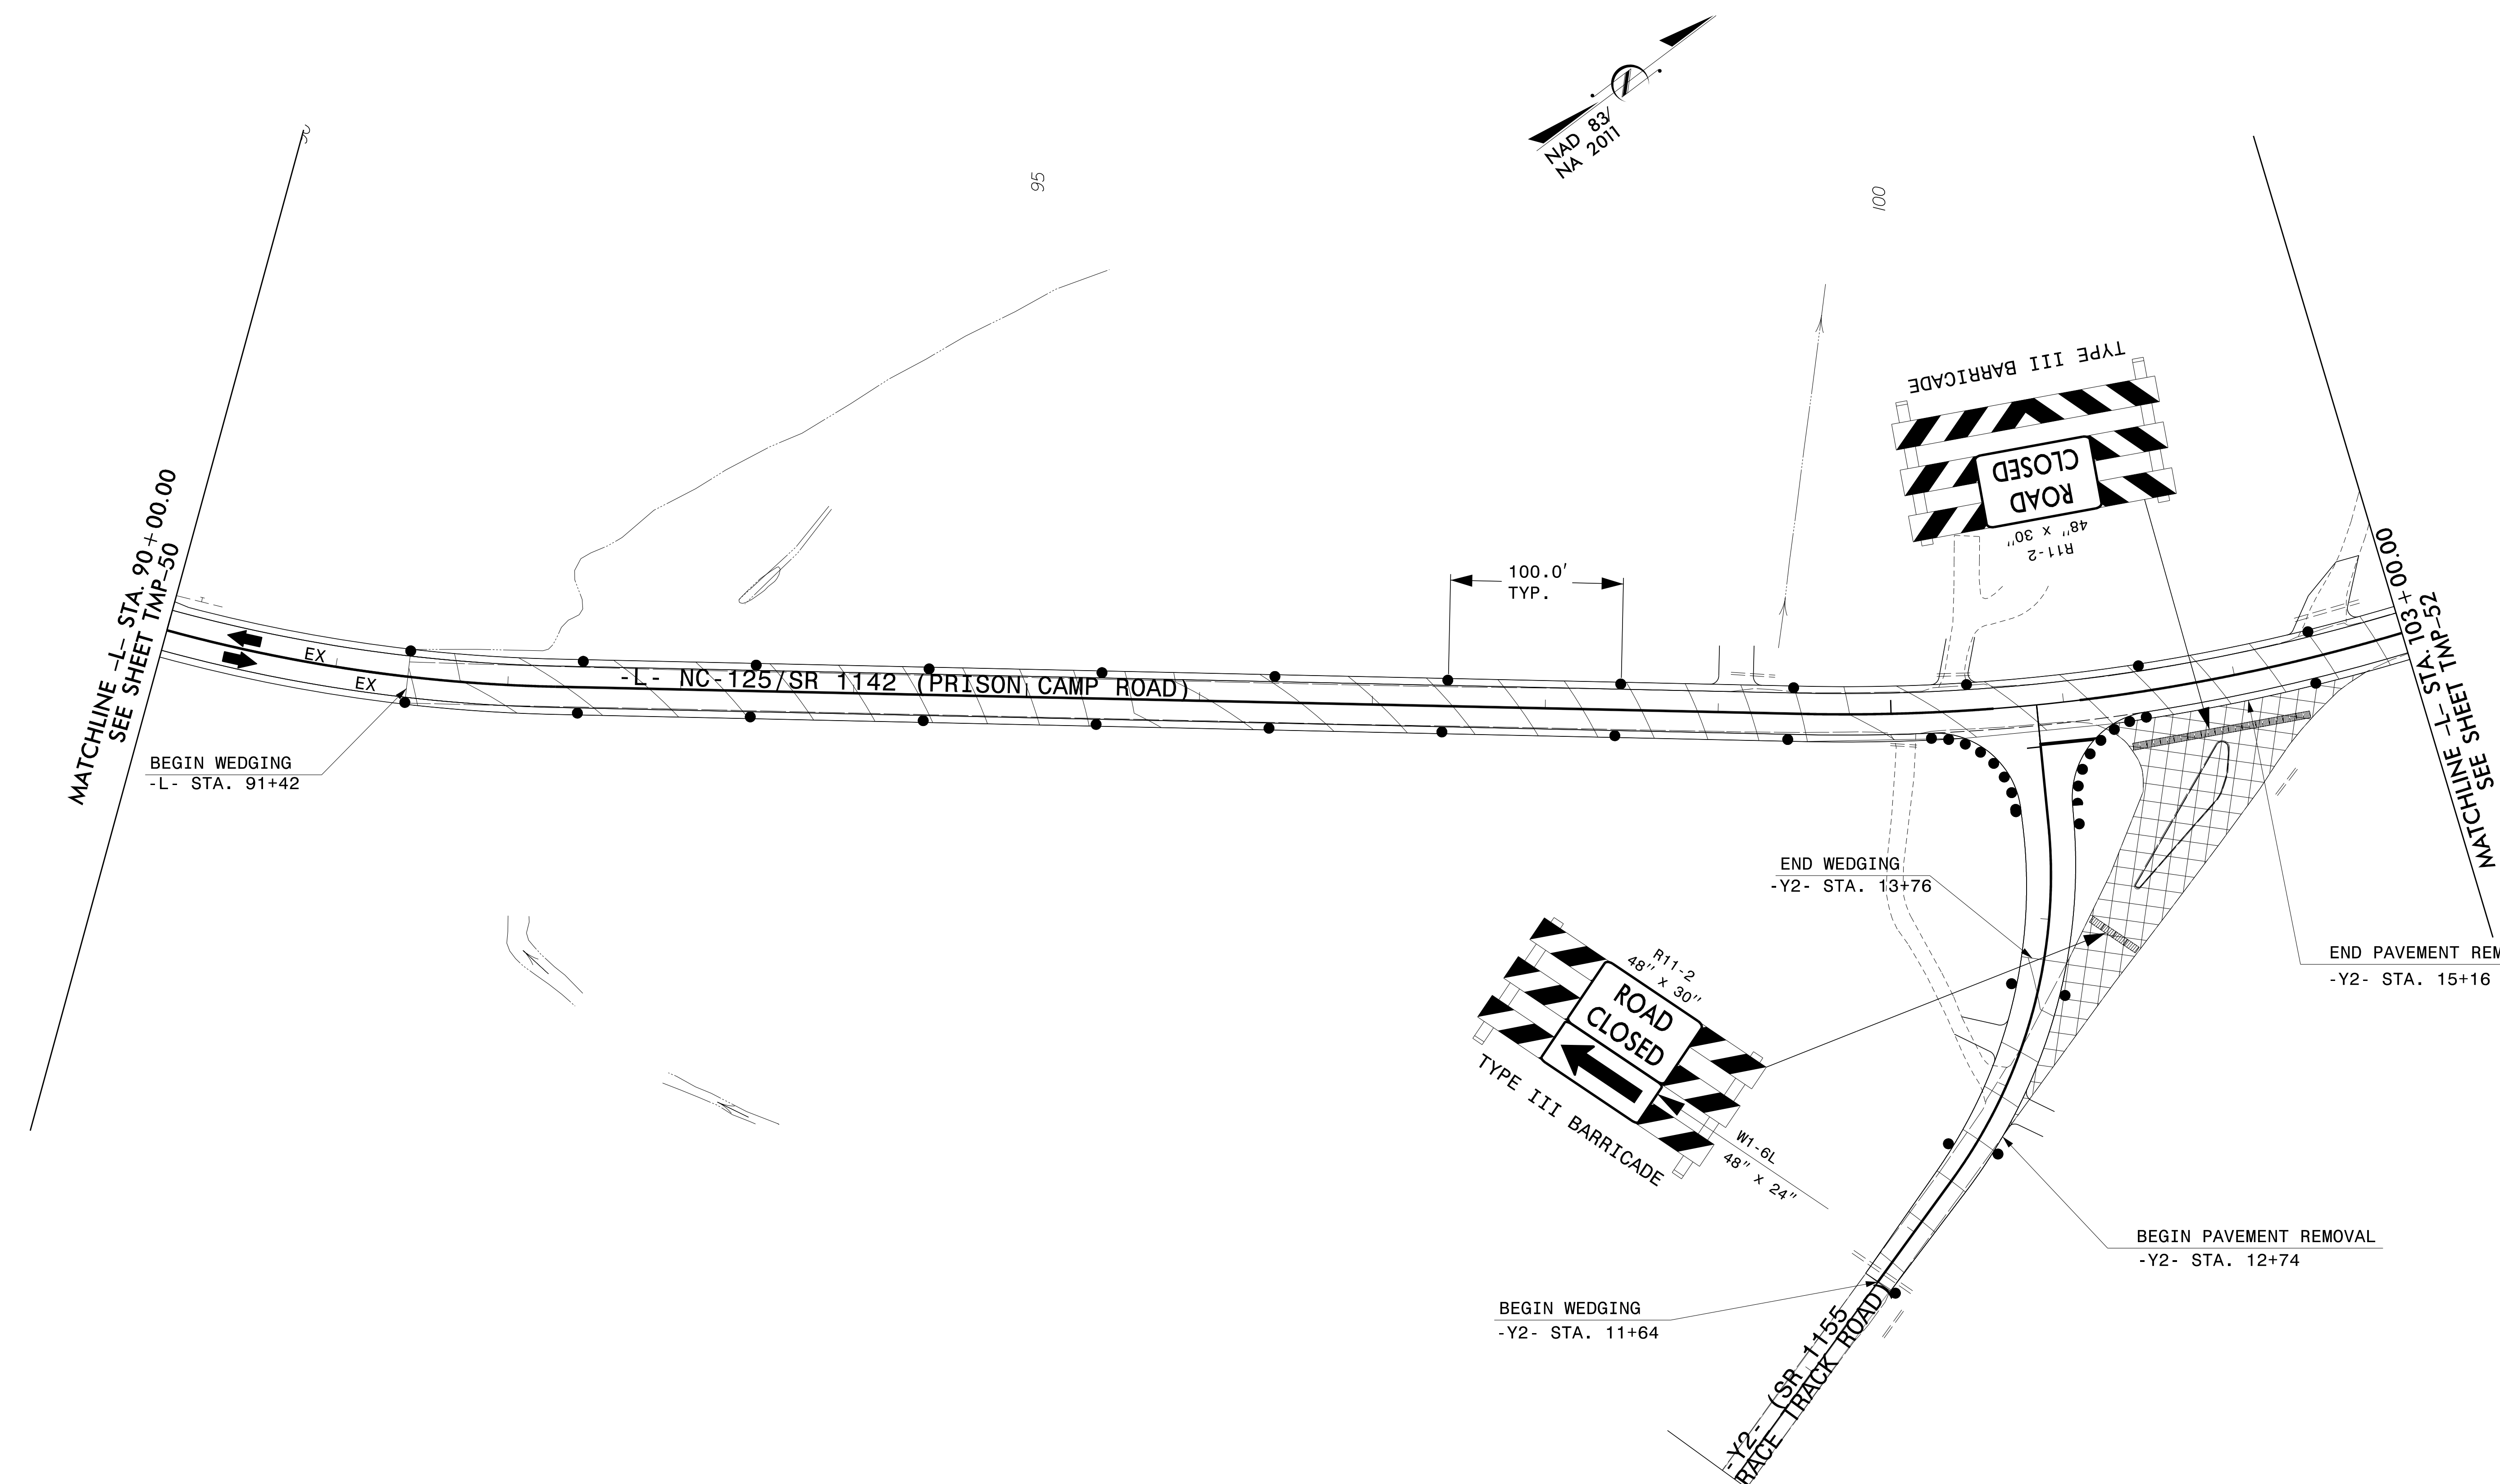 NAD 83/
NA 2011
95
100
MATCHLINE -L- STA. 90+00.00
SEE SHEET TMP-50
TYPE III BARRICADE
ROAD
CLOSED
R11-2
48" x 30"
100.0'
TYP.
MATCHLINE -L- STA. 103+00.00
SEE SHEET TMP-52
EX
EX
-L- NC-125/SR 1142 (PRISON CAMP ROAD)
BEGIN WEDGING
-L- STA. 91+42
END WEDGING
-Y2- STA. 13+76
R11-2
48" x 30"
ROAD
CLOSED
TYPE III BARRICADE
W1-6L
48" x 24"
END PAVEMENT REM
-Y2- STA. 15+16
BEGIN PAVEMENT REMOVAL
-Y2- STA. 12+74
BEGIN WEDGING
-Y2- STA. 11+64
-Y2- (SR 1155
RACE TRACK ROAD)